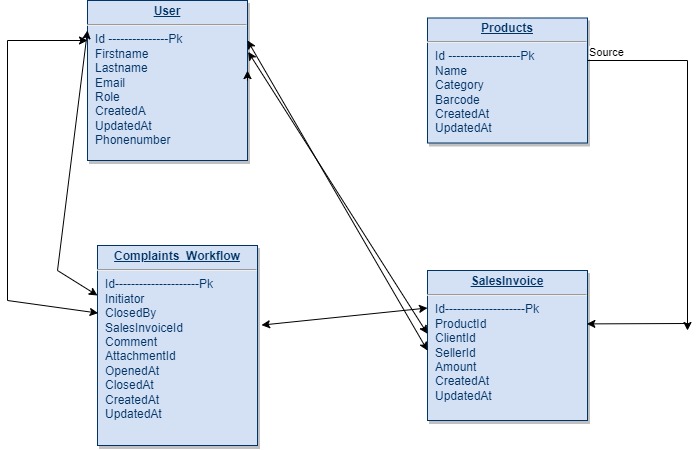 User
Id ---------------Pk
Firstname
Lastname
Email
Role
CreatedA
UpdatedAt
Phonenumber
Products
Id ------------------Pk
Name
Category
Barcode
CreatedAt
UpdatedAt
Source
Complaints_Workflow
Id---------------------Pk
Initiator
ClosedBy
SalesInvoiceId
Comment
AttachmentId
OpenedAt
ClosedAt
CreatedAt
UpdatedAt
SalesInvoice
Id--------------------Pk
ProductId
ClientId
SellerId
Amount
CreatedAt
UpdatedAt